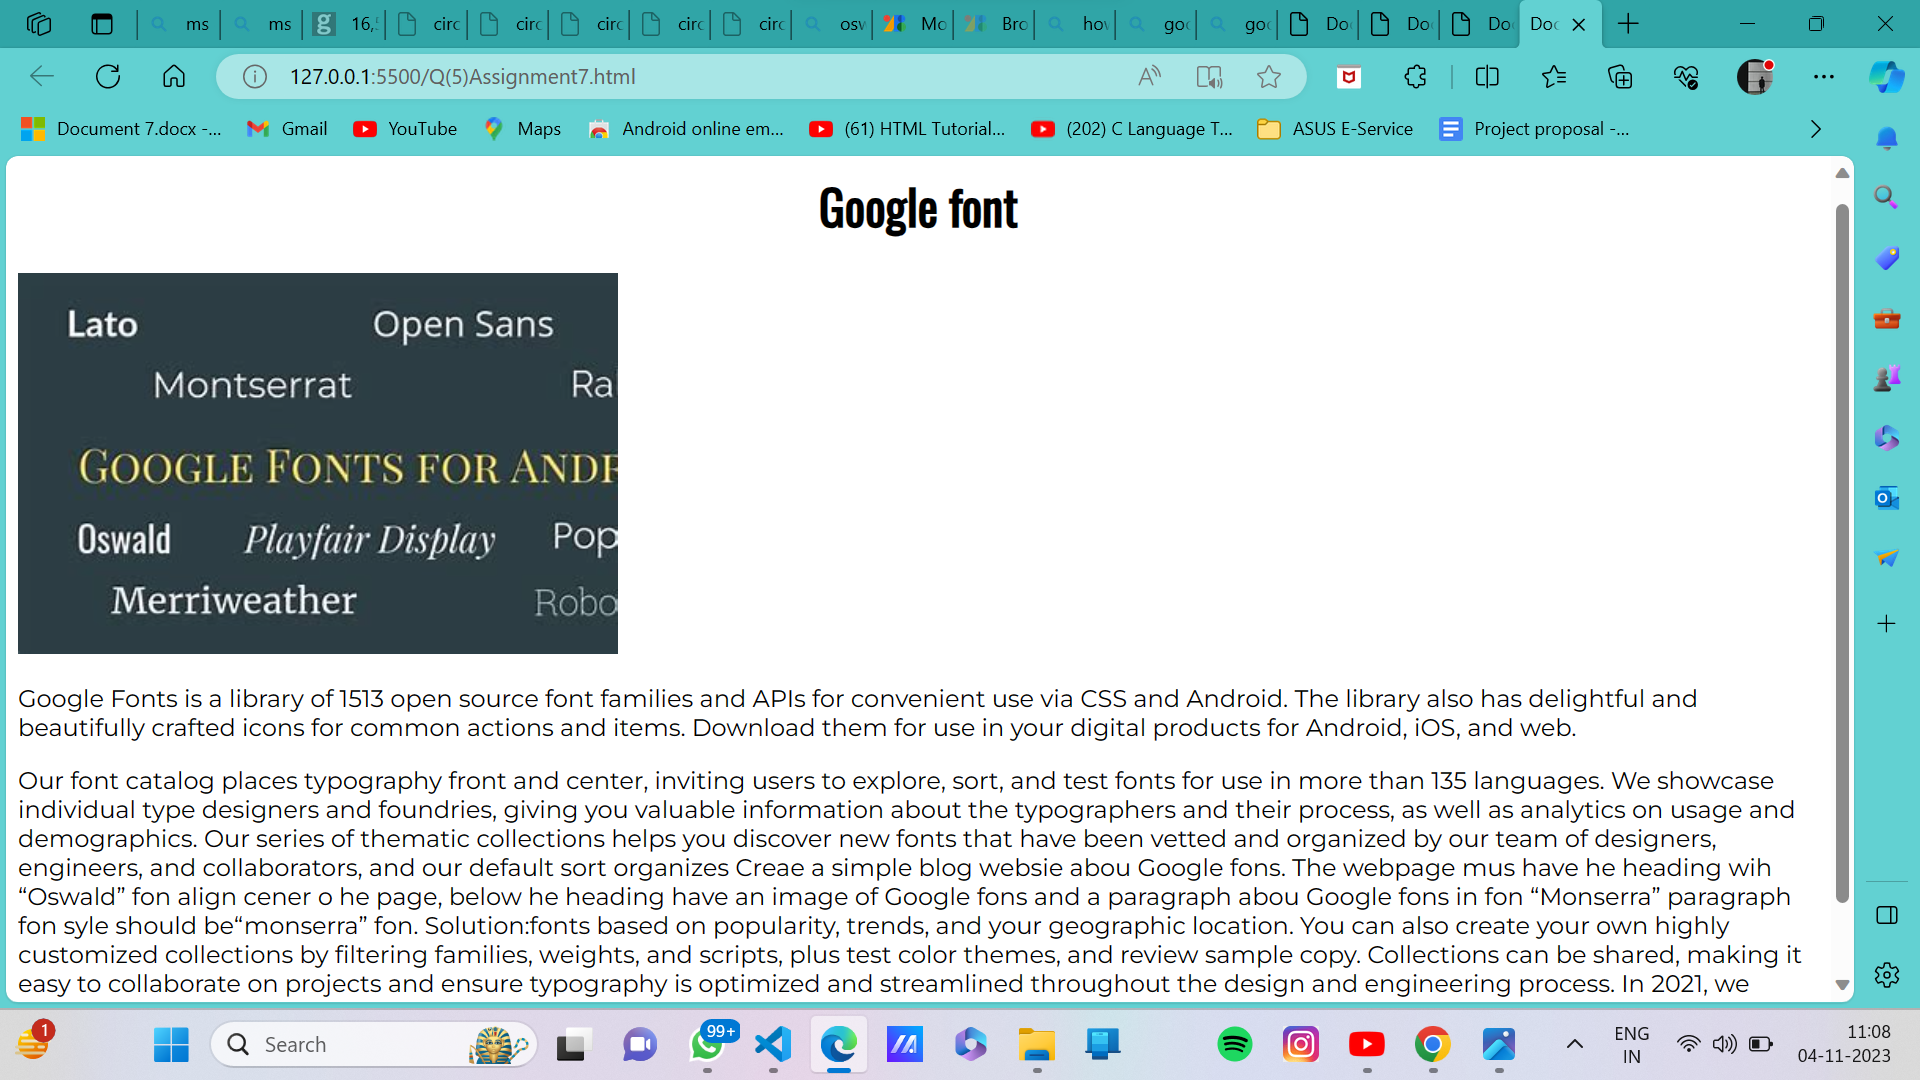 ms
ms
16,
circ
circ
circ
circ
circ
osw
Mo
Bro
how
goo
goo
Doc
Doc
Doc
Doc
127.0.0.1:5500/Q(5)Assignment7.html
Document 7.docx -...
Gmail
YouTube
Maps
Android online em...
(61) HTML Tutorial...
(202) C Language T...
ASUS E-Service
Project proposal -...
Google font
Lato Open Sans
Montserrat Ral
GOOGLE FONTS FOR ANDR
Oswald Playfair Display Pop
Merriweather Robo
Google Fonts is a library of 1513 open source font families and APIs for convenient use via CSS and Android. The library also has delightful and
beautifully crafted icons for common actions and items. Download them for use in your digital products for Android, iOS, and web.
Our font catalog places typography front and center, inviting users to explore, sort, and test fonts for use in more than 135 languages. We showcase
individual type designers and foundries, giving you valuable information about the typographers and their process, as well as analytics on usage and
demographics. Our series of thematic collections helps you discover new fonts that have been vetted and organized by our team of designers,
engineers, and collaborators, and our default sort organizes Creae a simple blog websie abou Google fons. The webpage mus have he heading wih
“Oswald” fon align cener o he page, below he heading have an image of Google fons and a paragraph abou Google fons in fon “Monserra” paragraph
fon syle should be“monserra” fon. Solution:fonts based on popularity, trends, and your geographic location. You can also create your own highly
customized collections by filtering families, weights, and scripts, plus test color themes, and review sample copy. Collections can be shared, making it
easy to collaborate on projects and ensure typography is optimized and streamlined throughout the design and engineering process. In 2021, we
1
Search
99+
ENG
IN
11:08
04-11-2023